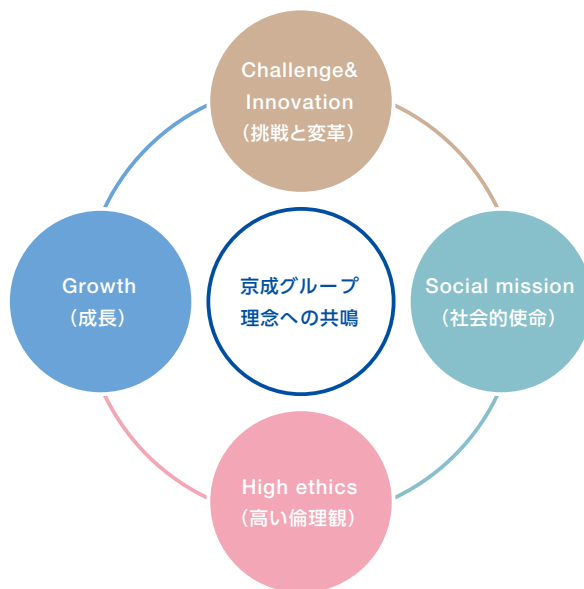 Challenge&
Innovation
（挑戦と変革）
Growth
（成長）
京成グループ
理念への共鳴
Social mission
（社会的使命）
High ethics
（高い倫理観）